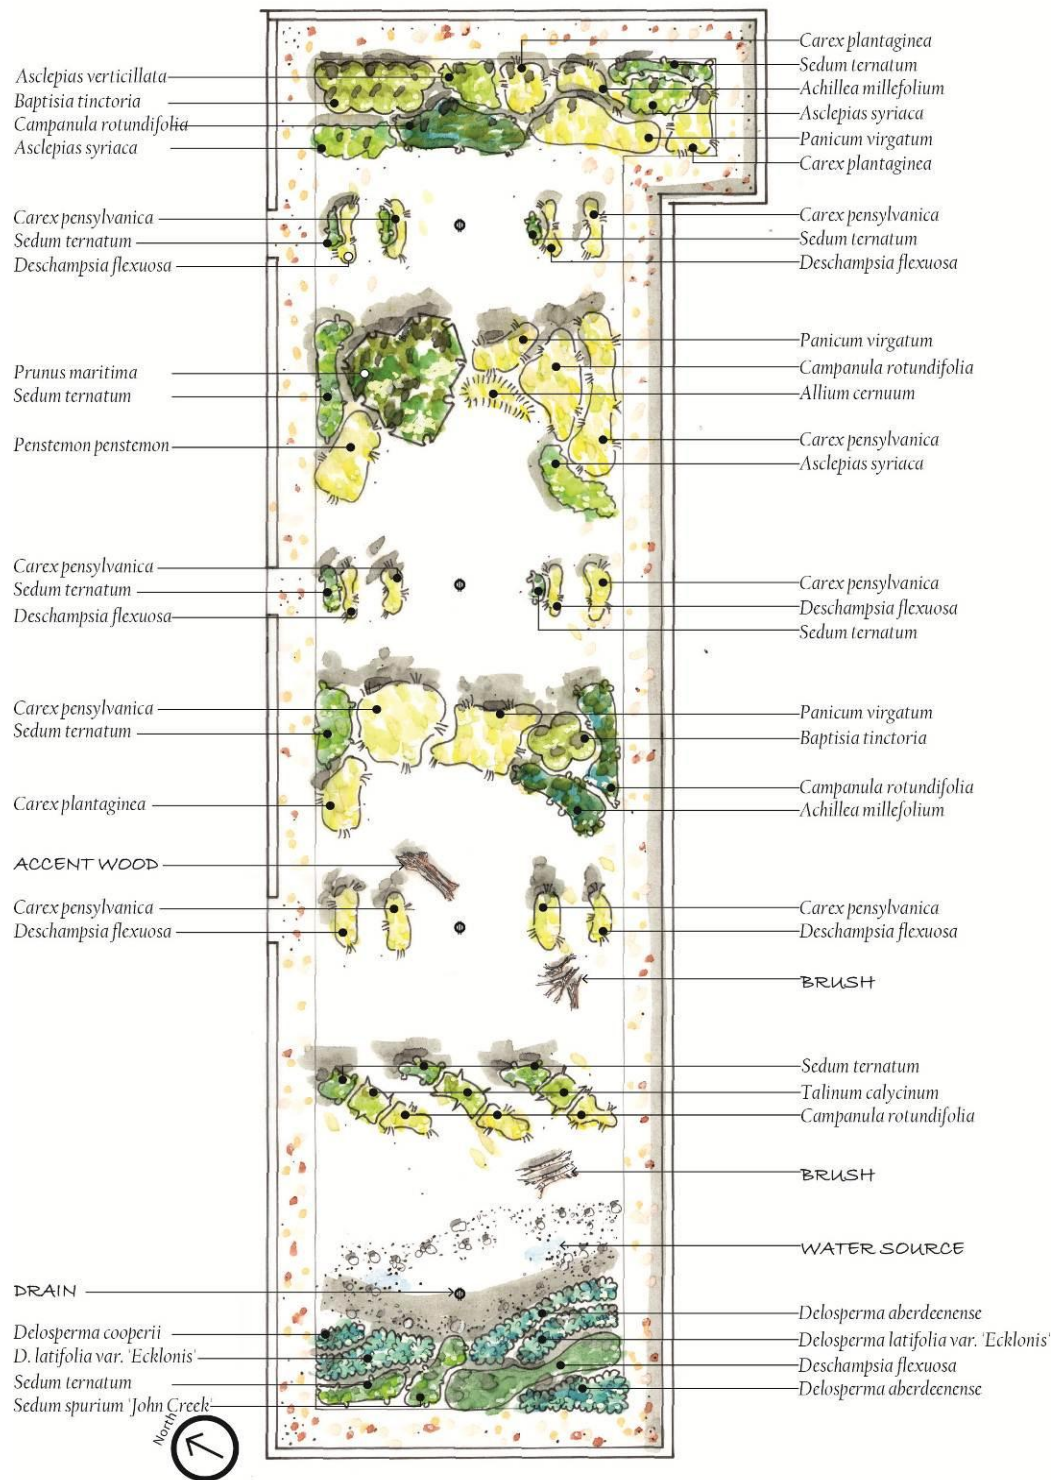 Carex plantaginea
Sedum ternatum
Asclepias verticillata
Achillea millefolium
Baptisia tinctoria
Asclepias syriaca
Campanula rotundifolia
Panicum virgatum
Asclepias syriaca
Carex plantaginea
Carex pensylvanica
Sedum ternatum
Deschampsia flexuosa
Carex pensylvanica
Sedum ternatum
Deschampsia flexuosa
Prunus maritima
Sedum ternatum
Penstemon penstemon
Panicum virgatum
Campanula rotundifolia
Allium cernuum
Carex pensylvanica
Asclepias syriaca
Carex pensylvanica
Sedum ternatum
Deschampsia flexuosa
Carex pensylvanica
Deschampsia flexuosa
Sedum ternatum
Carex pensylvanica
Sedum ternatum
Carex plantaginea
Panicum virgatum
Baptisia tinctoria
Campanula rotundifolia
Achillea millefolium
ACCENT WOOD
Carex pensylvanica
Deschampsia flexuosa
Carex pensylvanica
Deschampsia flexuosa
BRUSH
Sedum ternatum
Talinum calycinum
Campanula rotundifolia
BRUSH
WATER SOURCE
DRAIN
Delosperma cooperii
D. latifolia var. 'Ecklonis'
Sedum ternatum
Sedum spurium 'John Creek'
Delosperma aberdeenense
Delosperma latifolia var. 'Ecklonis'
Deschampsia flexuosa
Delosperma aberdeenense
North